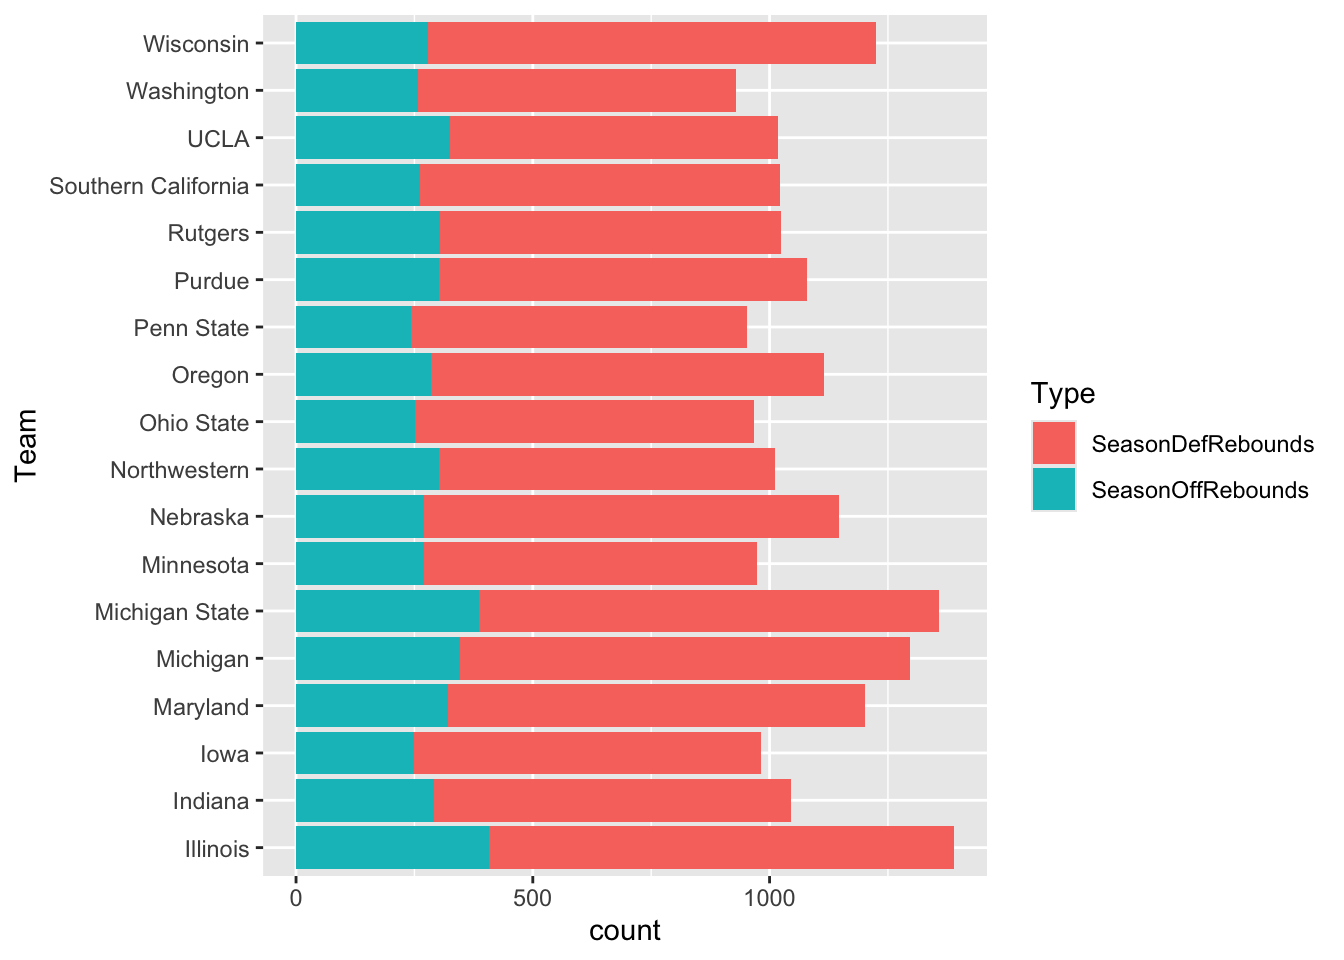 Wisconsin
Washington
UCLA
Southern California
Rutgers
Purdue
Penn State
Oregon
Ohio State
Northwestern
Nebraska
Minnesota
Michigan State
Michigan
Maryland
Iowa
Indiana
Illinois
Team
0 500 1000
count
Type
SeasonDefRebounds
SeasonOffRebounds